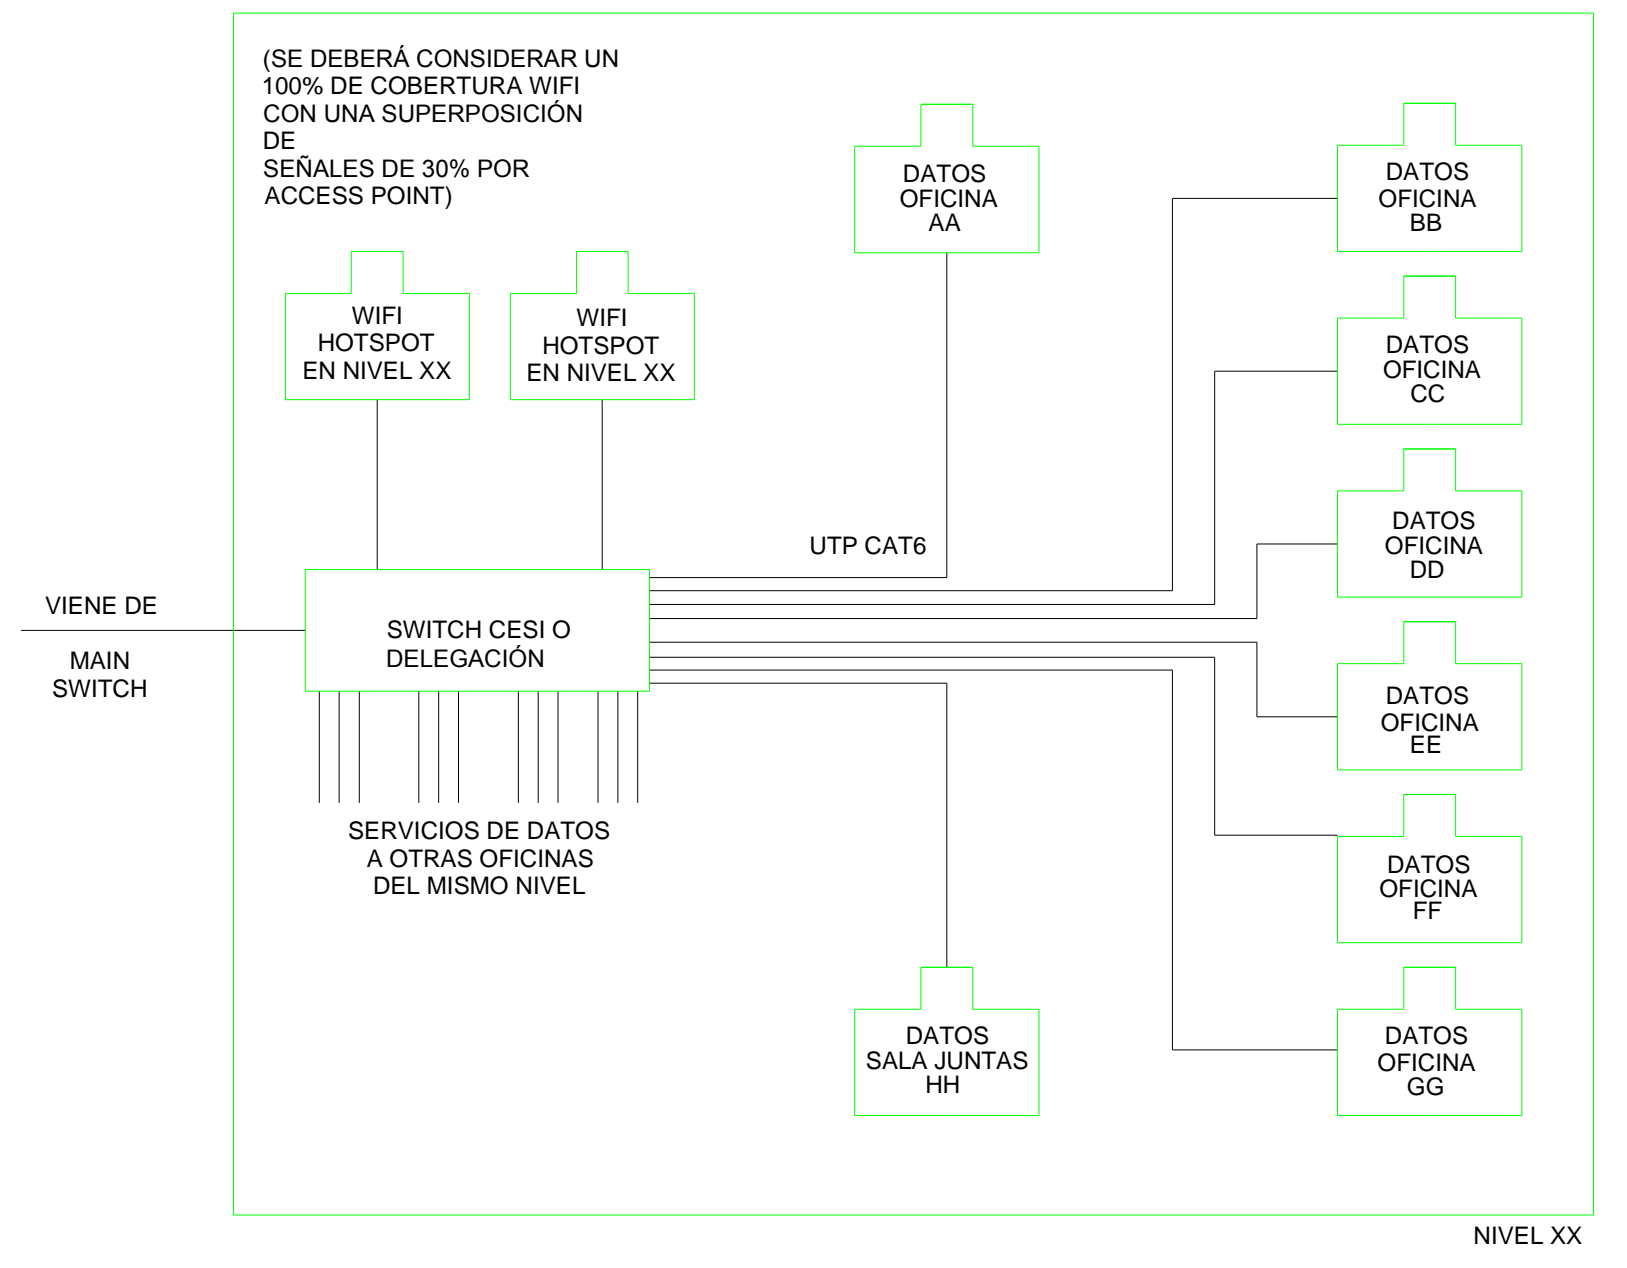 (SE DEBERÁ CONSIDERAR UN
100% DE COBERTURA WIFI
CON UNA SUPERPOSICIÓN
DE
SEÑALES DE 30% POR
ACCESS POINT)
WIFI
HOTSPOT
EN NIVEL XX
WIFI
HOTSPOT
EN NIVEL XX
DATOS
OFICINA
AA
DATOS
OFICINA
BB
DATOS
OFICINA
CC
DATOS
OFICINA
DD
UTP CAT6
VIENE DE
MAIN
SWITCH
SWITCH CESI O
DELEGACIÓN
DATOS
OFICINA
EE
SERVICIOS DE DATOS
A OTRAS OFICINAS
DEL MISMO NIVEL
DATOS
OFICINA
FF
DATOS
SALA JUNTAS
HH
DATOS
OFICINA
GG
NIVEL XX